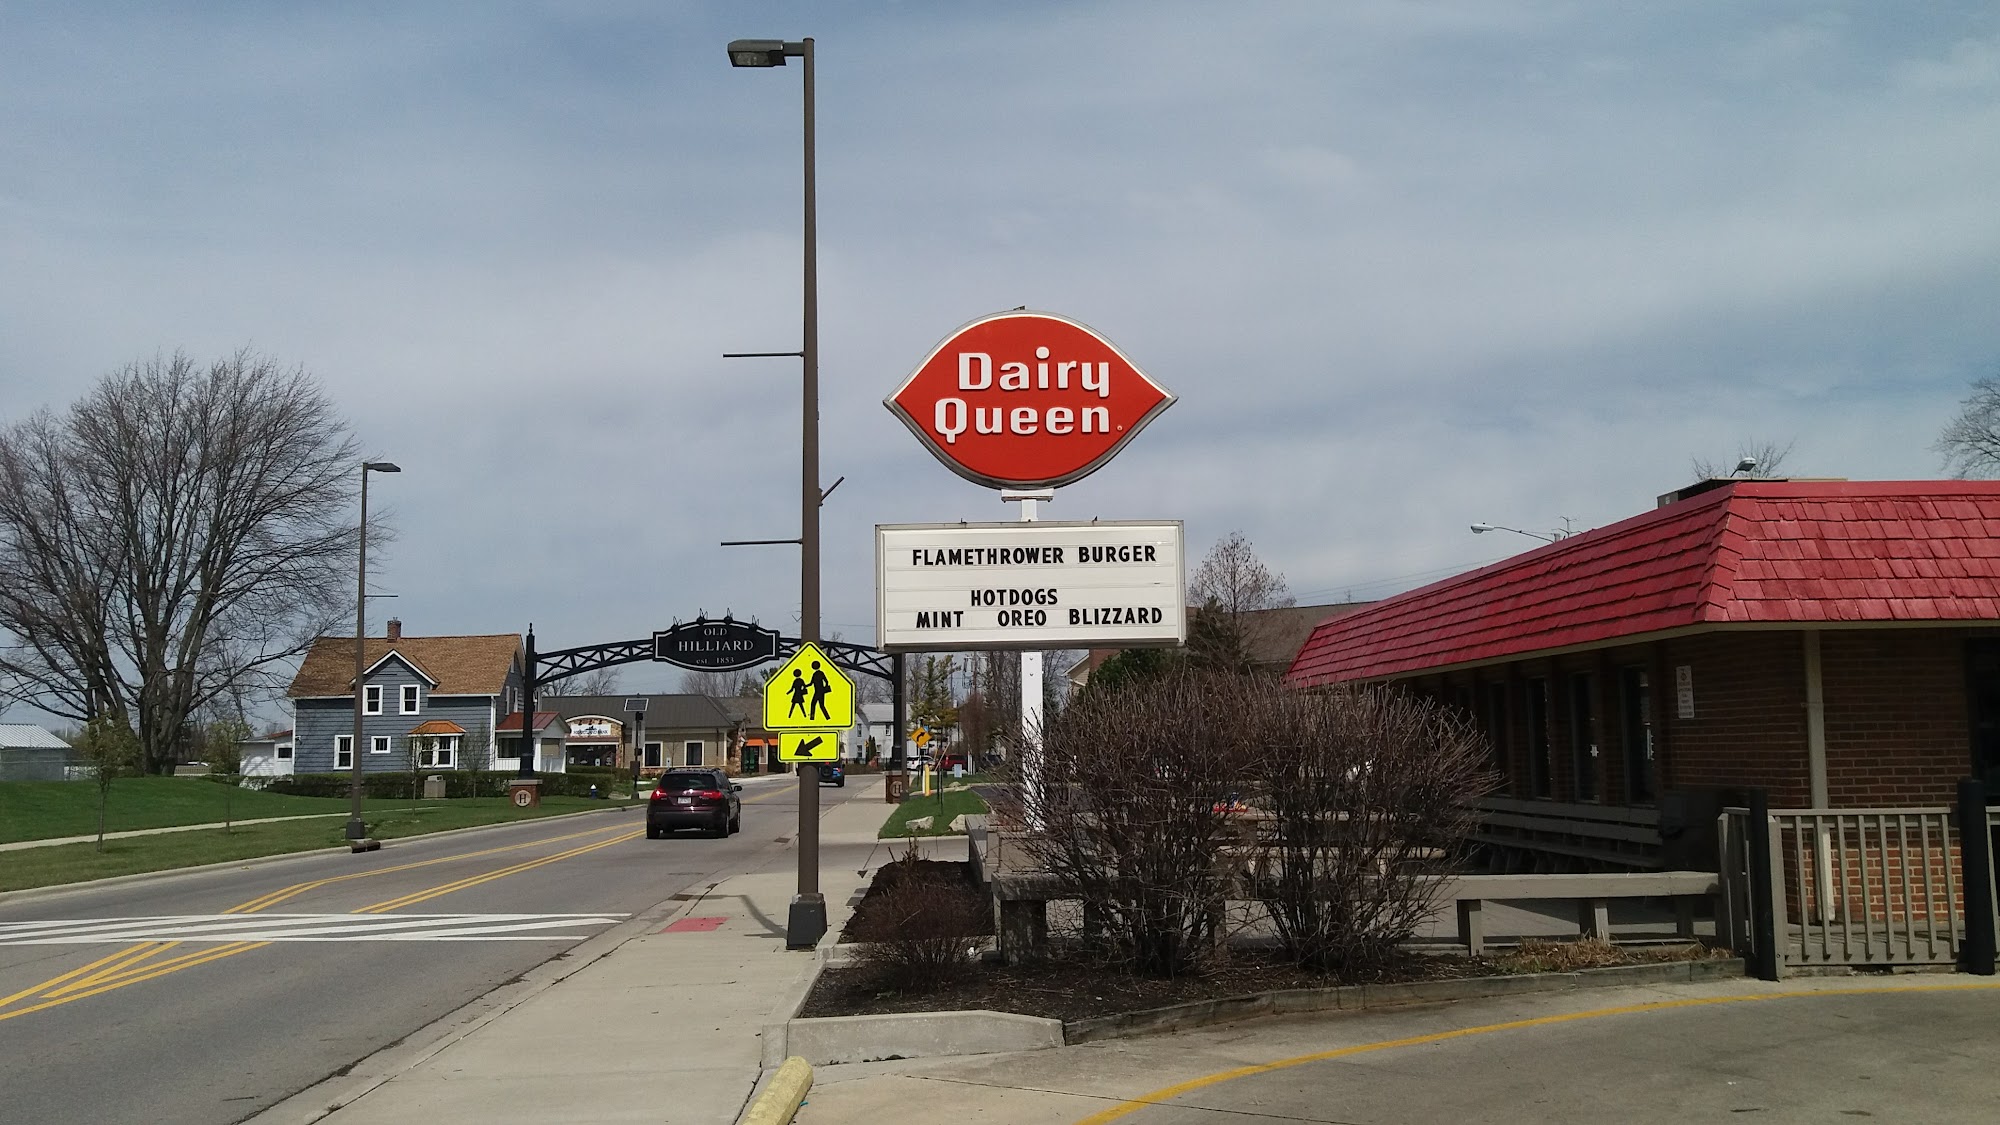 Dairy
Queen
FLAMETHROWER BURGER
HOTDOGS
MINT OREO BLIZZARD
OLD
HILLIARD
EST. 1853
H